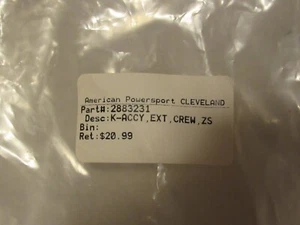 American Powersport CLEVELAND
Part#:2883231
Desc:K-ACCY,EXT,CREW,ZS
Bin:
Ret:$20.99